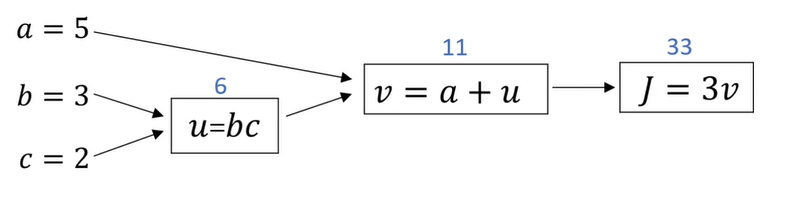 a = 5
b = 3
c = 2
6
u=bc
11
v = a + u
33
J = 3v